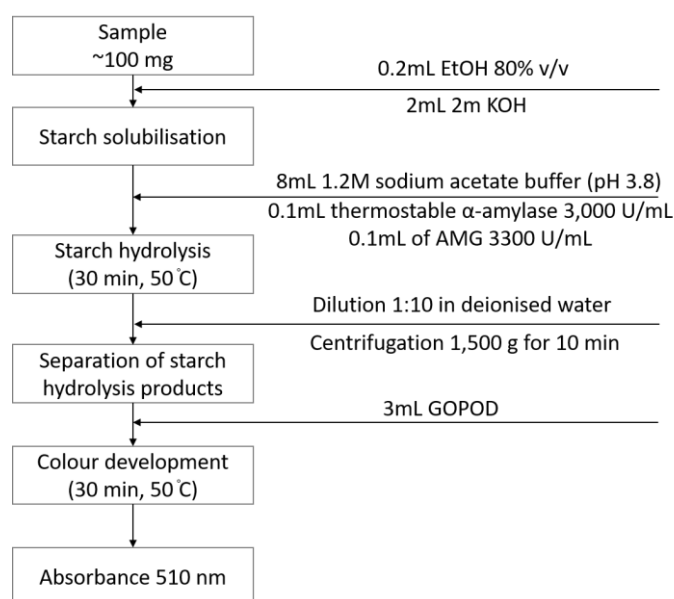 Sample
~100 mg
0.2mL EtOH 80% v/v
2mL 2m KOH
Starch solubilisation
8mL 1.2M sodium acetate buffer (pH 3.8)
0.1mL thermostable α-amylase 3,000 U/mL
0.1mL of AMG 3300 U/mL
Starch hydrolysis
(30 min, 50°C)
Dilution 1:10 in deionised water
Centrifugation 1,500 g for 10 min
Separation of starch
hydrolysis products
3mL GOPOD
Colour development
(30 min, 50°C)
Absorbance 510 nm